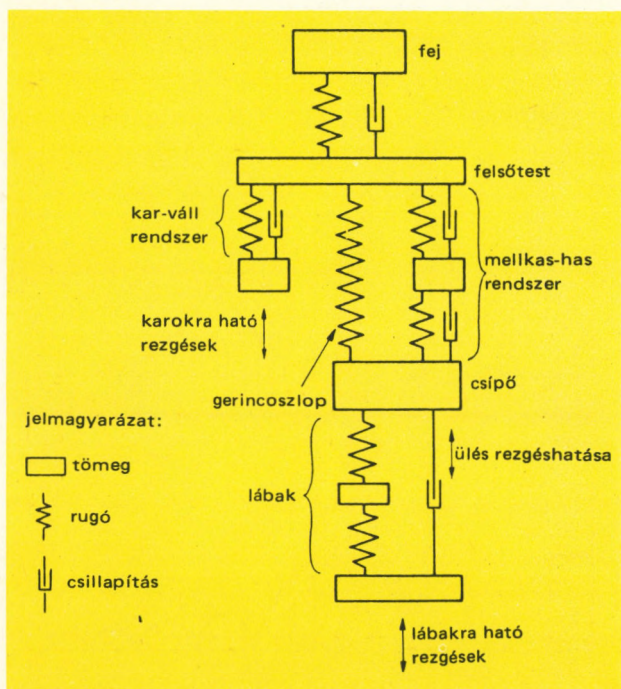 fej
felsőtest
kar-váll
rendszer
mellkas-has
rendszer
karokra ható
rezgések
gerincoszlop
csípő
jelmagyarázat:
tömeg
rugó
csillapítás
ülés rezgéshatása
lábak
lábakra ható
rezgések